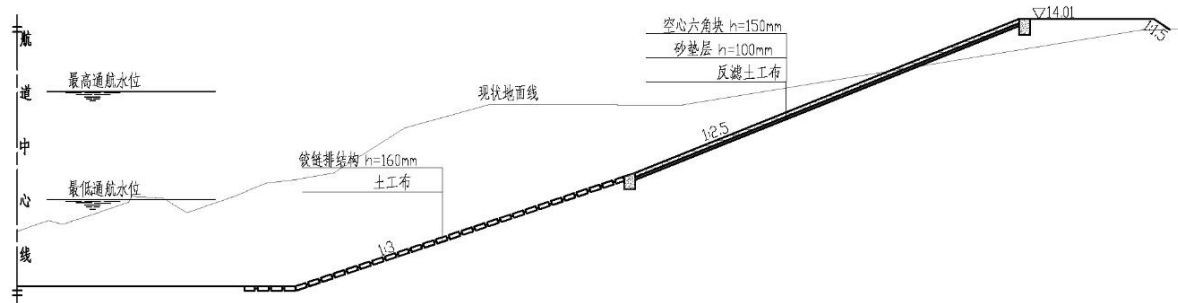 航道中心线
最高通航水位
最低通航水位
现状地面线
铰链排结构 h=160mm
土工布
1:3
空心六角块 h=150mm
砂垫层 h=100mm
反滤土工布
1:2.5
14.01
1:1.5